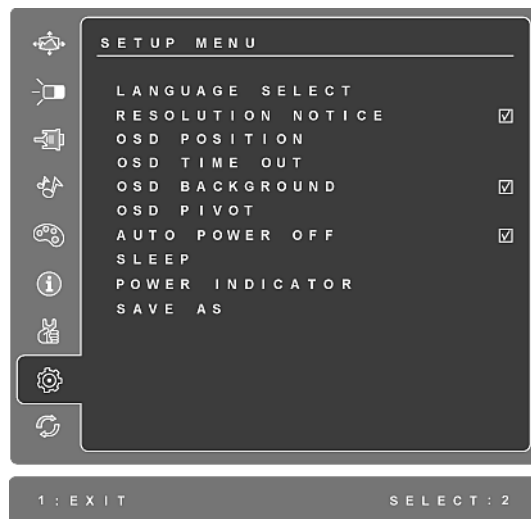 SETUP MENU
LANGUAGE SELECT
RESOLUTION NOTICE ☑
OSD POSITION
OSD TIME OUT
OSD BACKGROUND ☑
OSD PIVOT
AUTO POWER OFF ☑
SLEEP
POWER INDICATOR
SAVE AS
1:EXIT SELECT:2